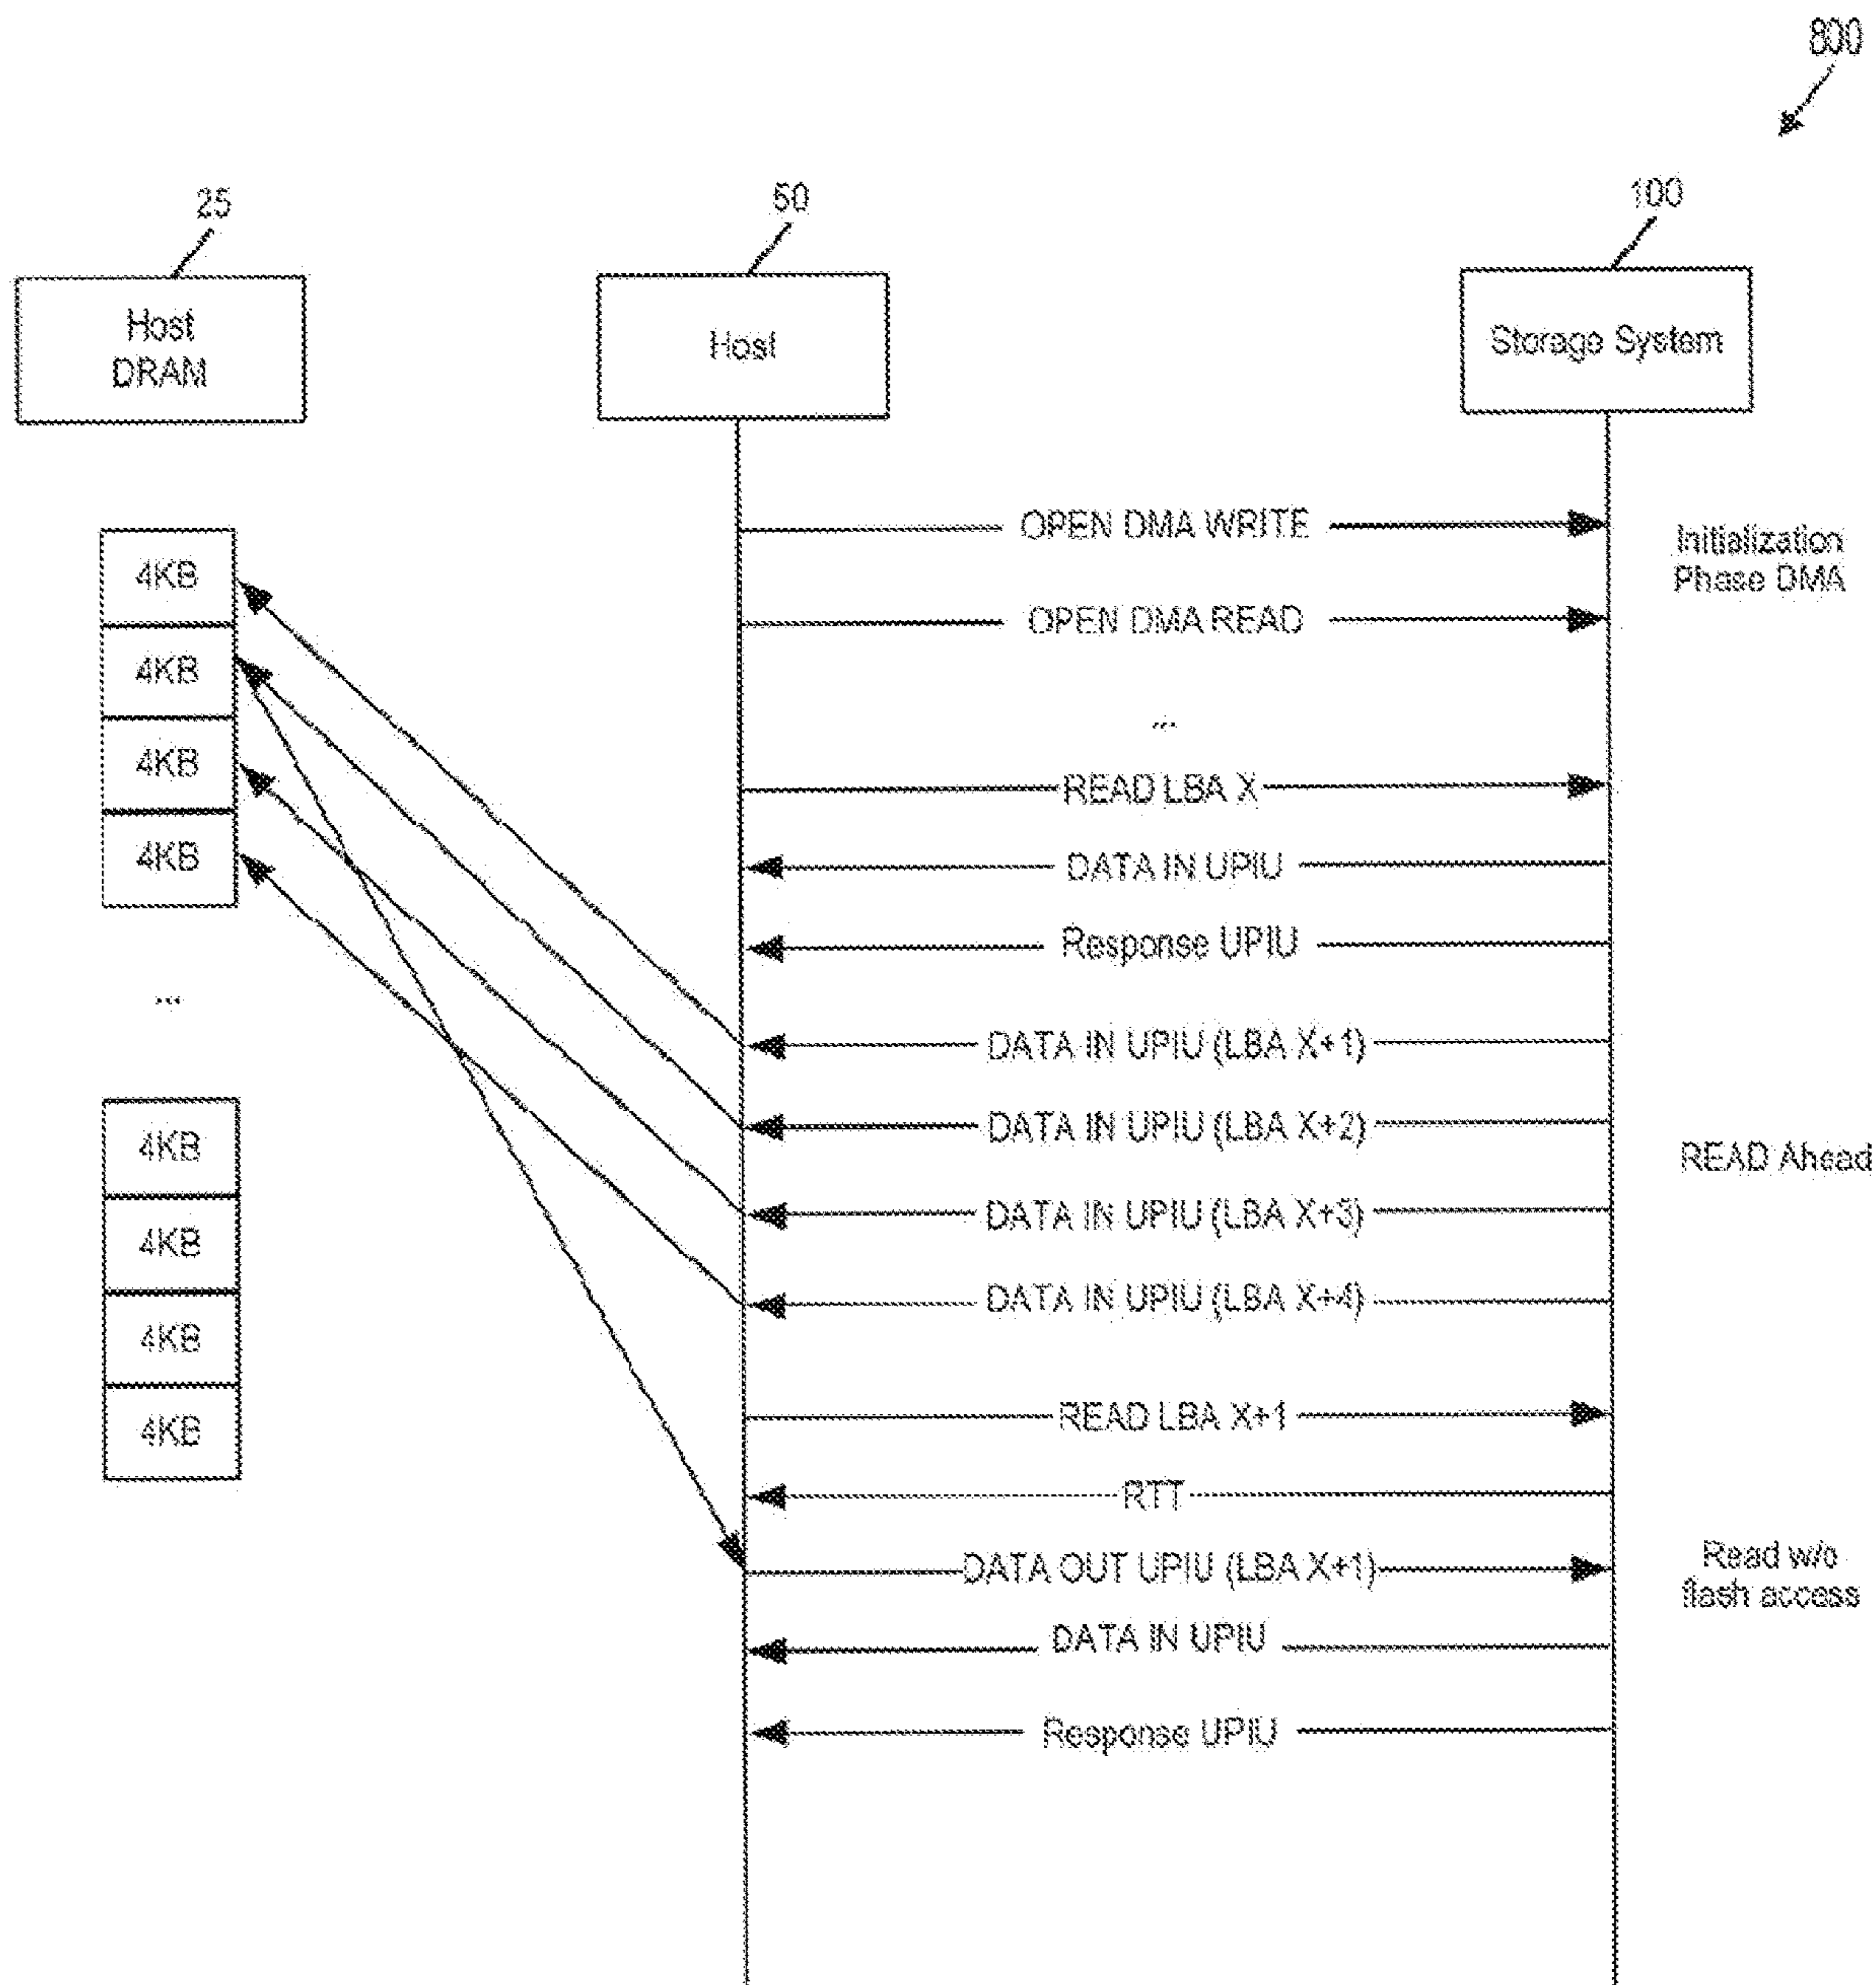 800
25
50
100
Host
DRAM
Host
Storage System
OPEN DMA WRITE
Initialization
Phase DMA
OPEN DMA READ
...
READ LBA X
DATA IN UPIU
Response UPIU
DATA IN UPIU (LBA X+1)
DATA IN UPIU (LBA X+2)
READ Ahead
DATA IN UPIU (LBA X+3)
DATA IN UPIU (LBA X+4)
READ LBA X+1
RTT
DATA OUT UPIU (LBA X+1)
Read w/o
flash access
DATA IN UPIU
Response UPIU
4KB
4KB
4KB
4KB
...
4KB
4KB
4KB
4KB